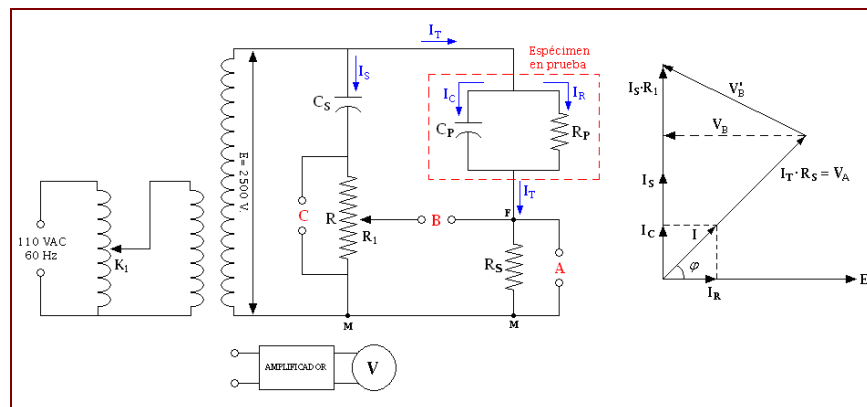 I_T
Espécimen
en prueba
I_S
C_S
I_C
I_R
C_P
R_P
E= 2500 V.
I_T
C
R
R_1
B
F
R_S
A
110 VAC
60 Hz
K_1
M
M
AMPLIFICADOR
V
I_S·R_1
V'_B
V_B
I_S
I_T·R_S = V_A
I_C
I
φ
I_R
E